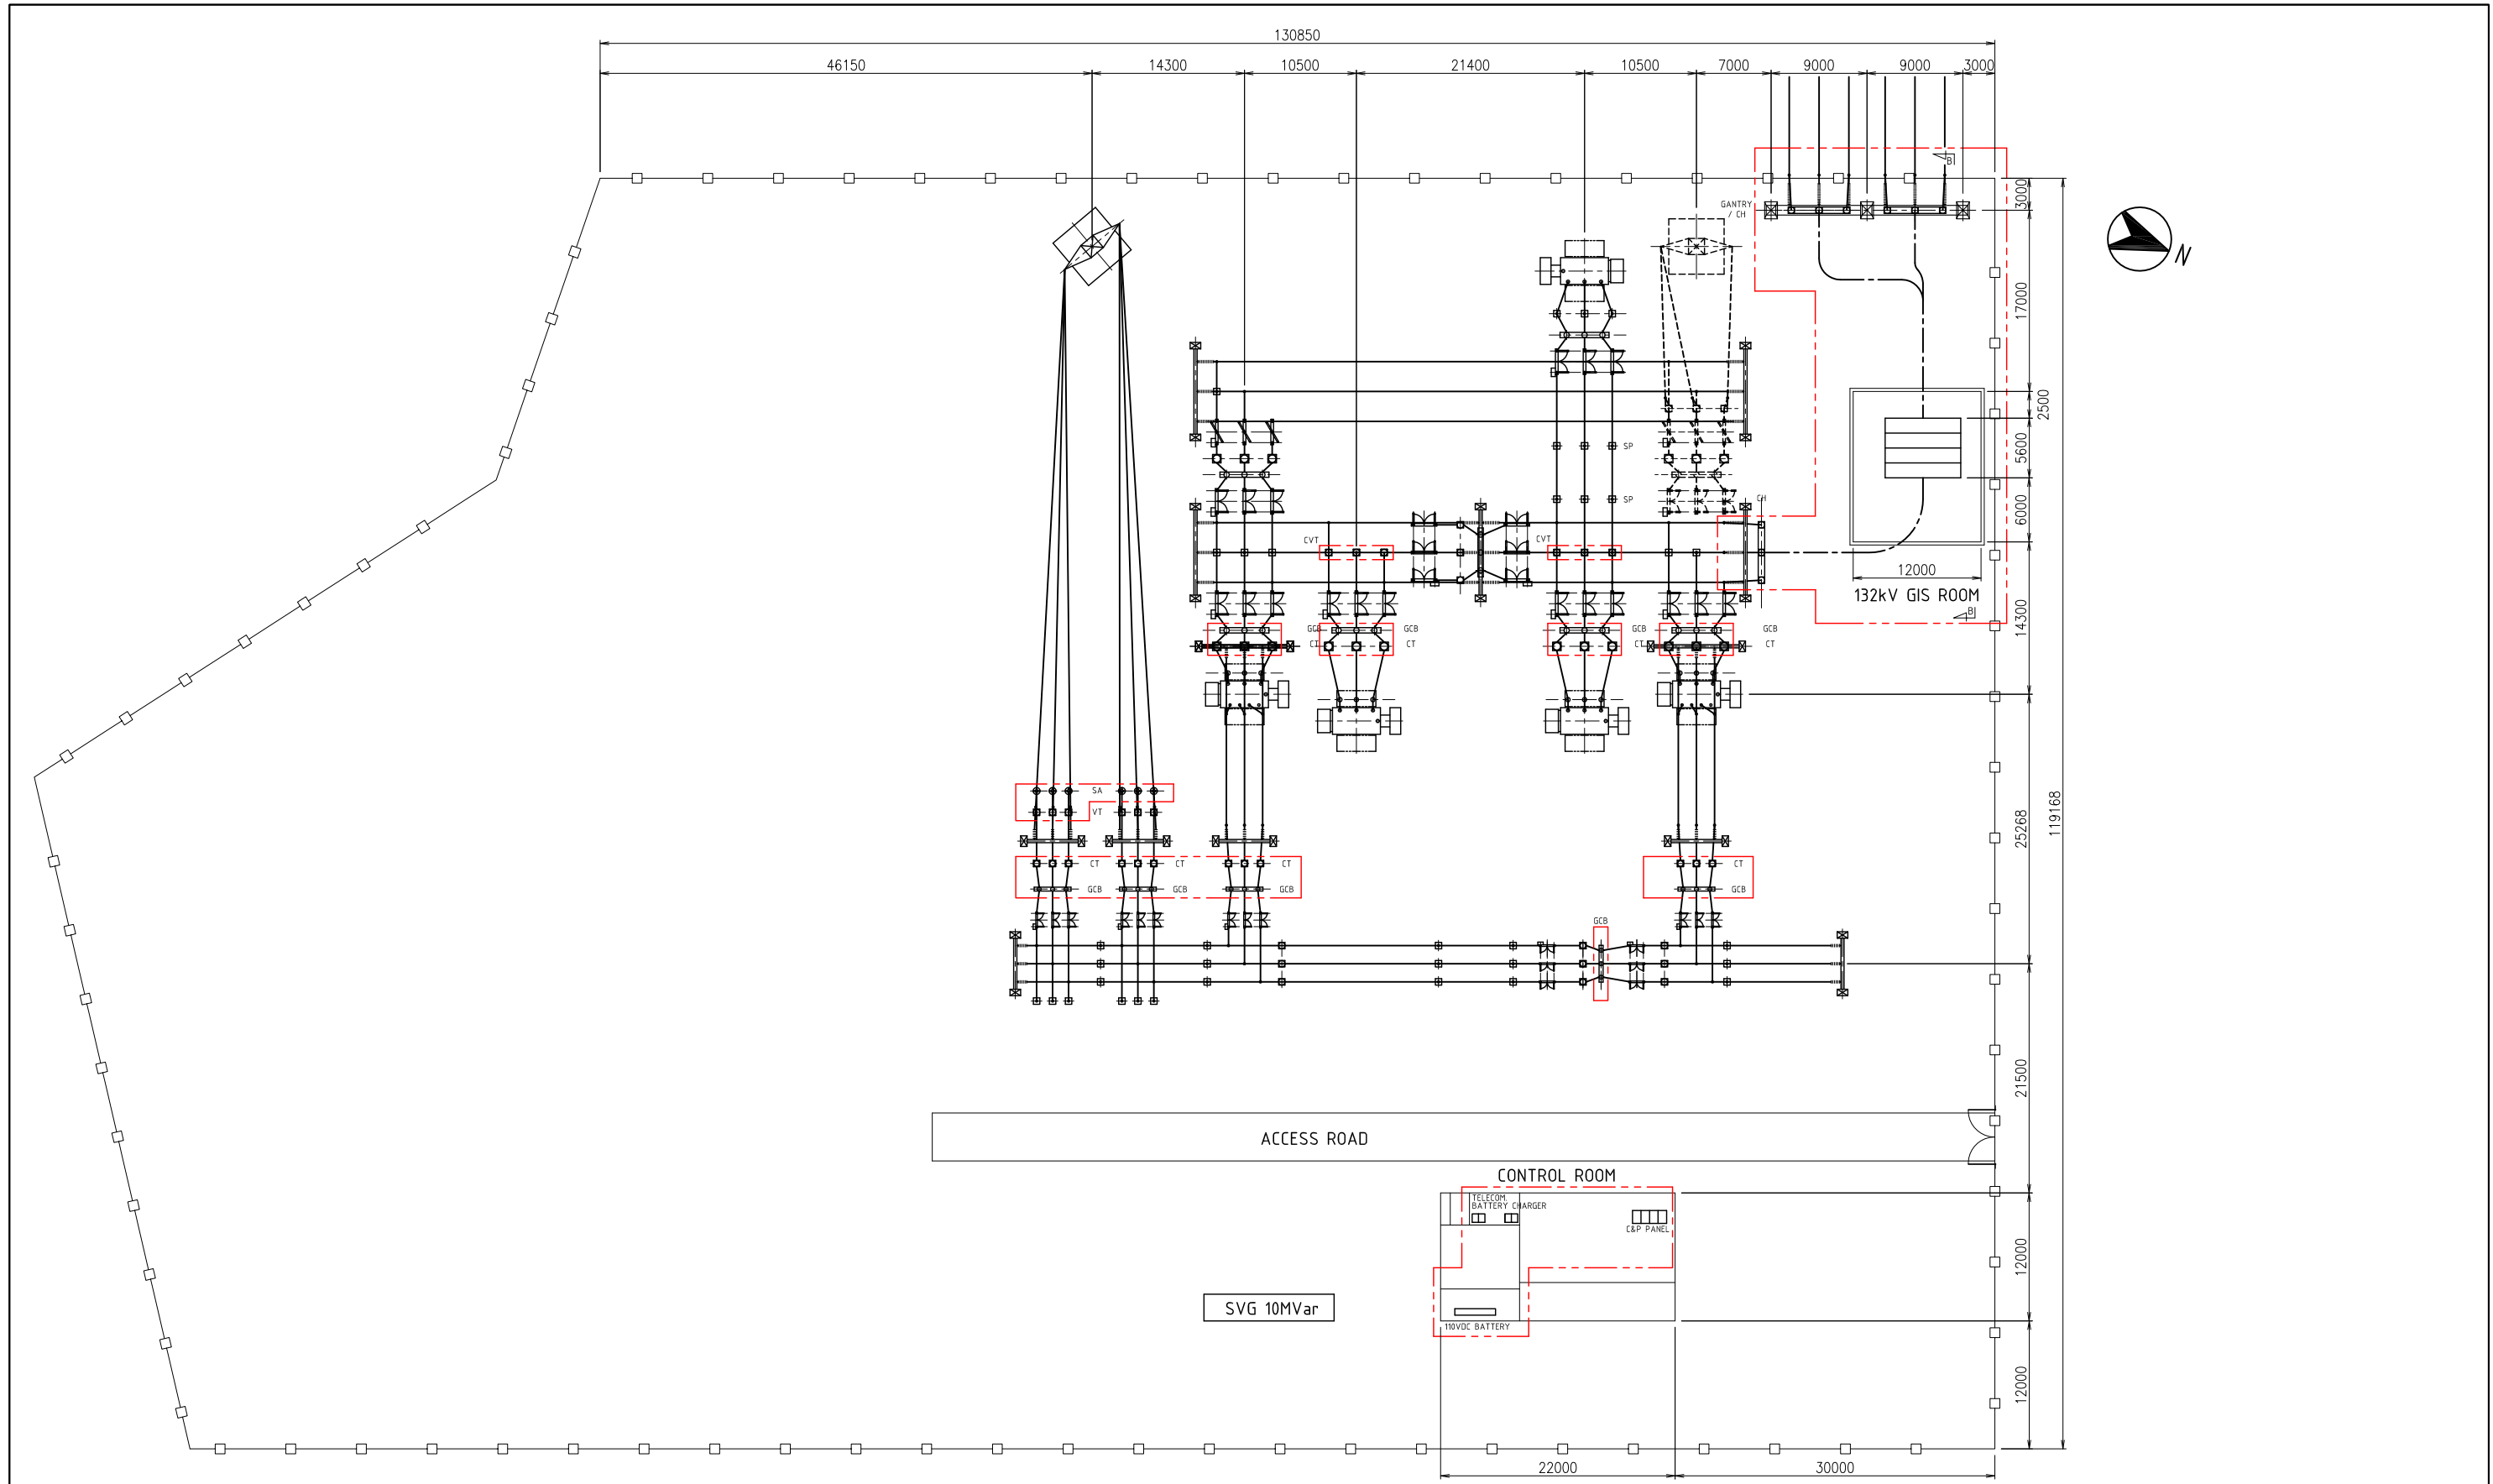 130850
46150
14300
10500
21400
10500
7000
9000
9000
3000
B
GANTRY
/ CH
3000
N
17000
2500
SP
5600
SP
CH
6000
CVT
CVT
12000
132kV GIS ROOM
B
14300
GCB
GCB
GCB
GCB
CT
CT
CT
CT
SA
VT
25268
119168
CT
CT
CT
CT
GCB
GCB
GCB
GCB
GCB
21500
ACCESS ROAD
CONTROL ROOM
TELECOM.
BATTERY CHARGER
C&P PANEL
12000
SVG 10MVar
110VDC BATTERY
12000
22000
30000